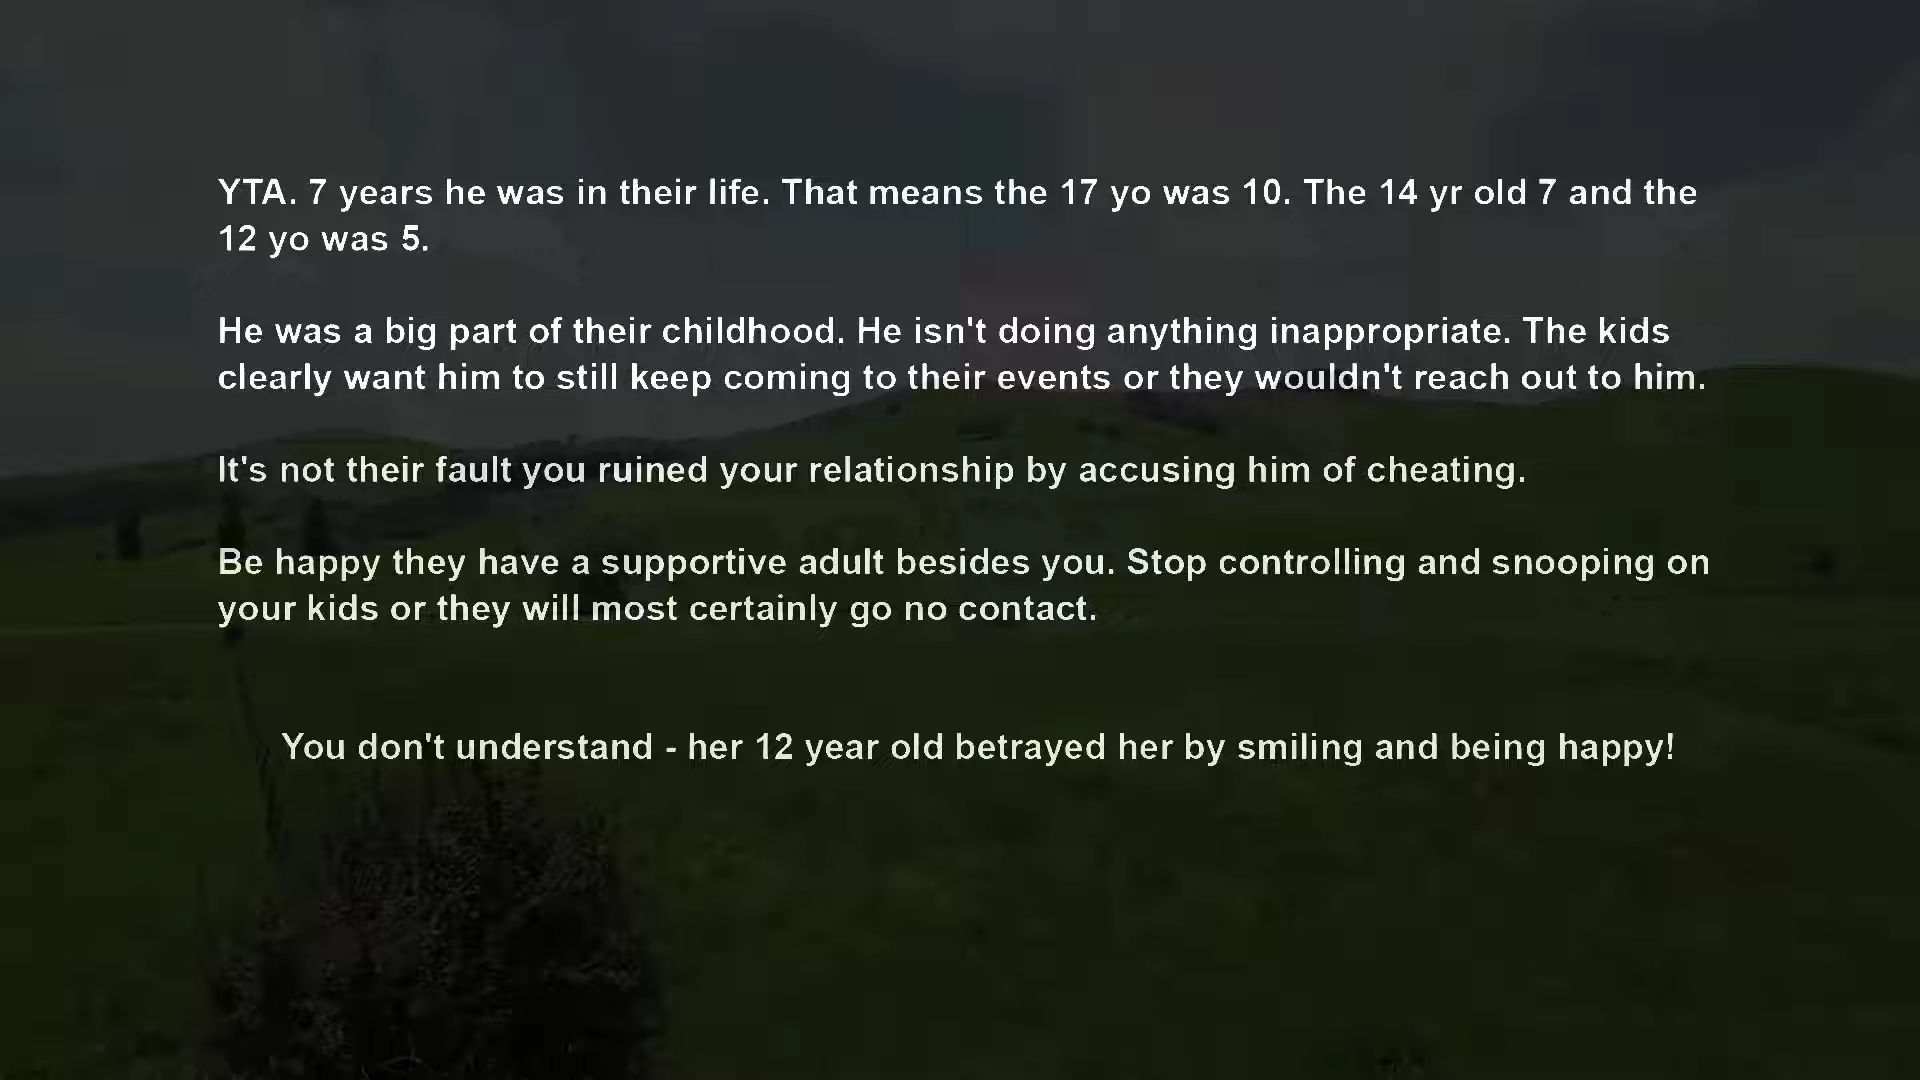 YTA. 7 years he was in their life. That means the 17 yo was 10. The 14 yr old 7 and the
12 yo was 5.
He was a big part of their childhood. He isn't doing anything inappropriate. The kids
clearly want him to still keep coming to their events or they wouldn't reach out to him.
It's not their fault you ruined your relationship by accusing him of cheating.
Be happy they have a supportive adult besides you. Stop controlling and snooping on
your kids or they will most certainly go no contact.
You don't understand - her 12 year old betrayed her by smiling and being happy!